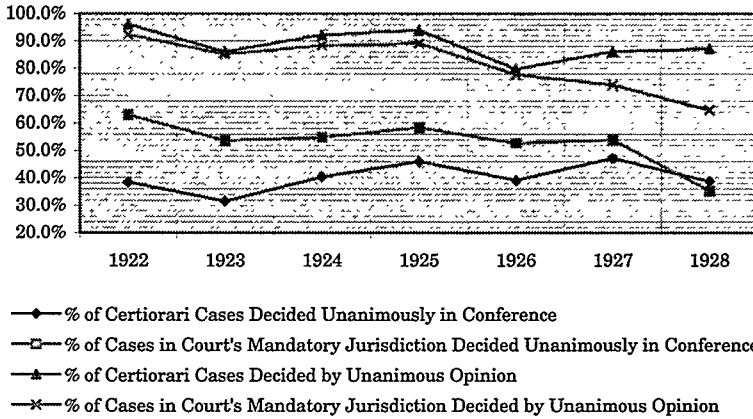 100.0%
90.0%
80.0%
70.0%
60.0%
50.0%
40.0%
30.0%
20.0%
1922 1923 1924 1925 1926 1927 1928
% of Certiorari Cases Decided Unanimously in Conference
% of Cases in Court's Mandatory Jurisdiction Decided Unanimously in Conference
% of Certiorari Cases Decided by Unanimous Opinion
% of Cases in Court's Mandatory Jurisdiction Decided by Unanimous Opinion